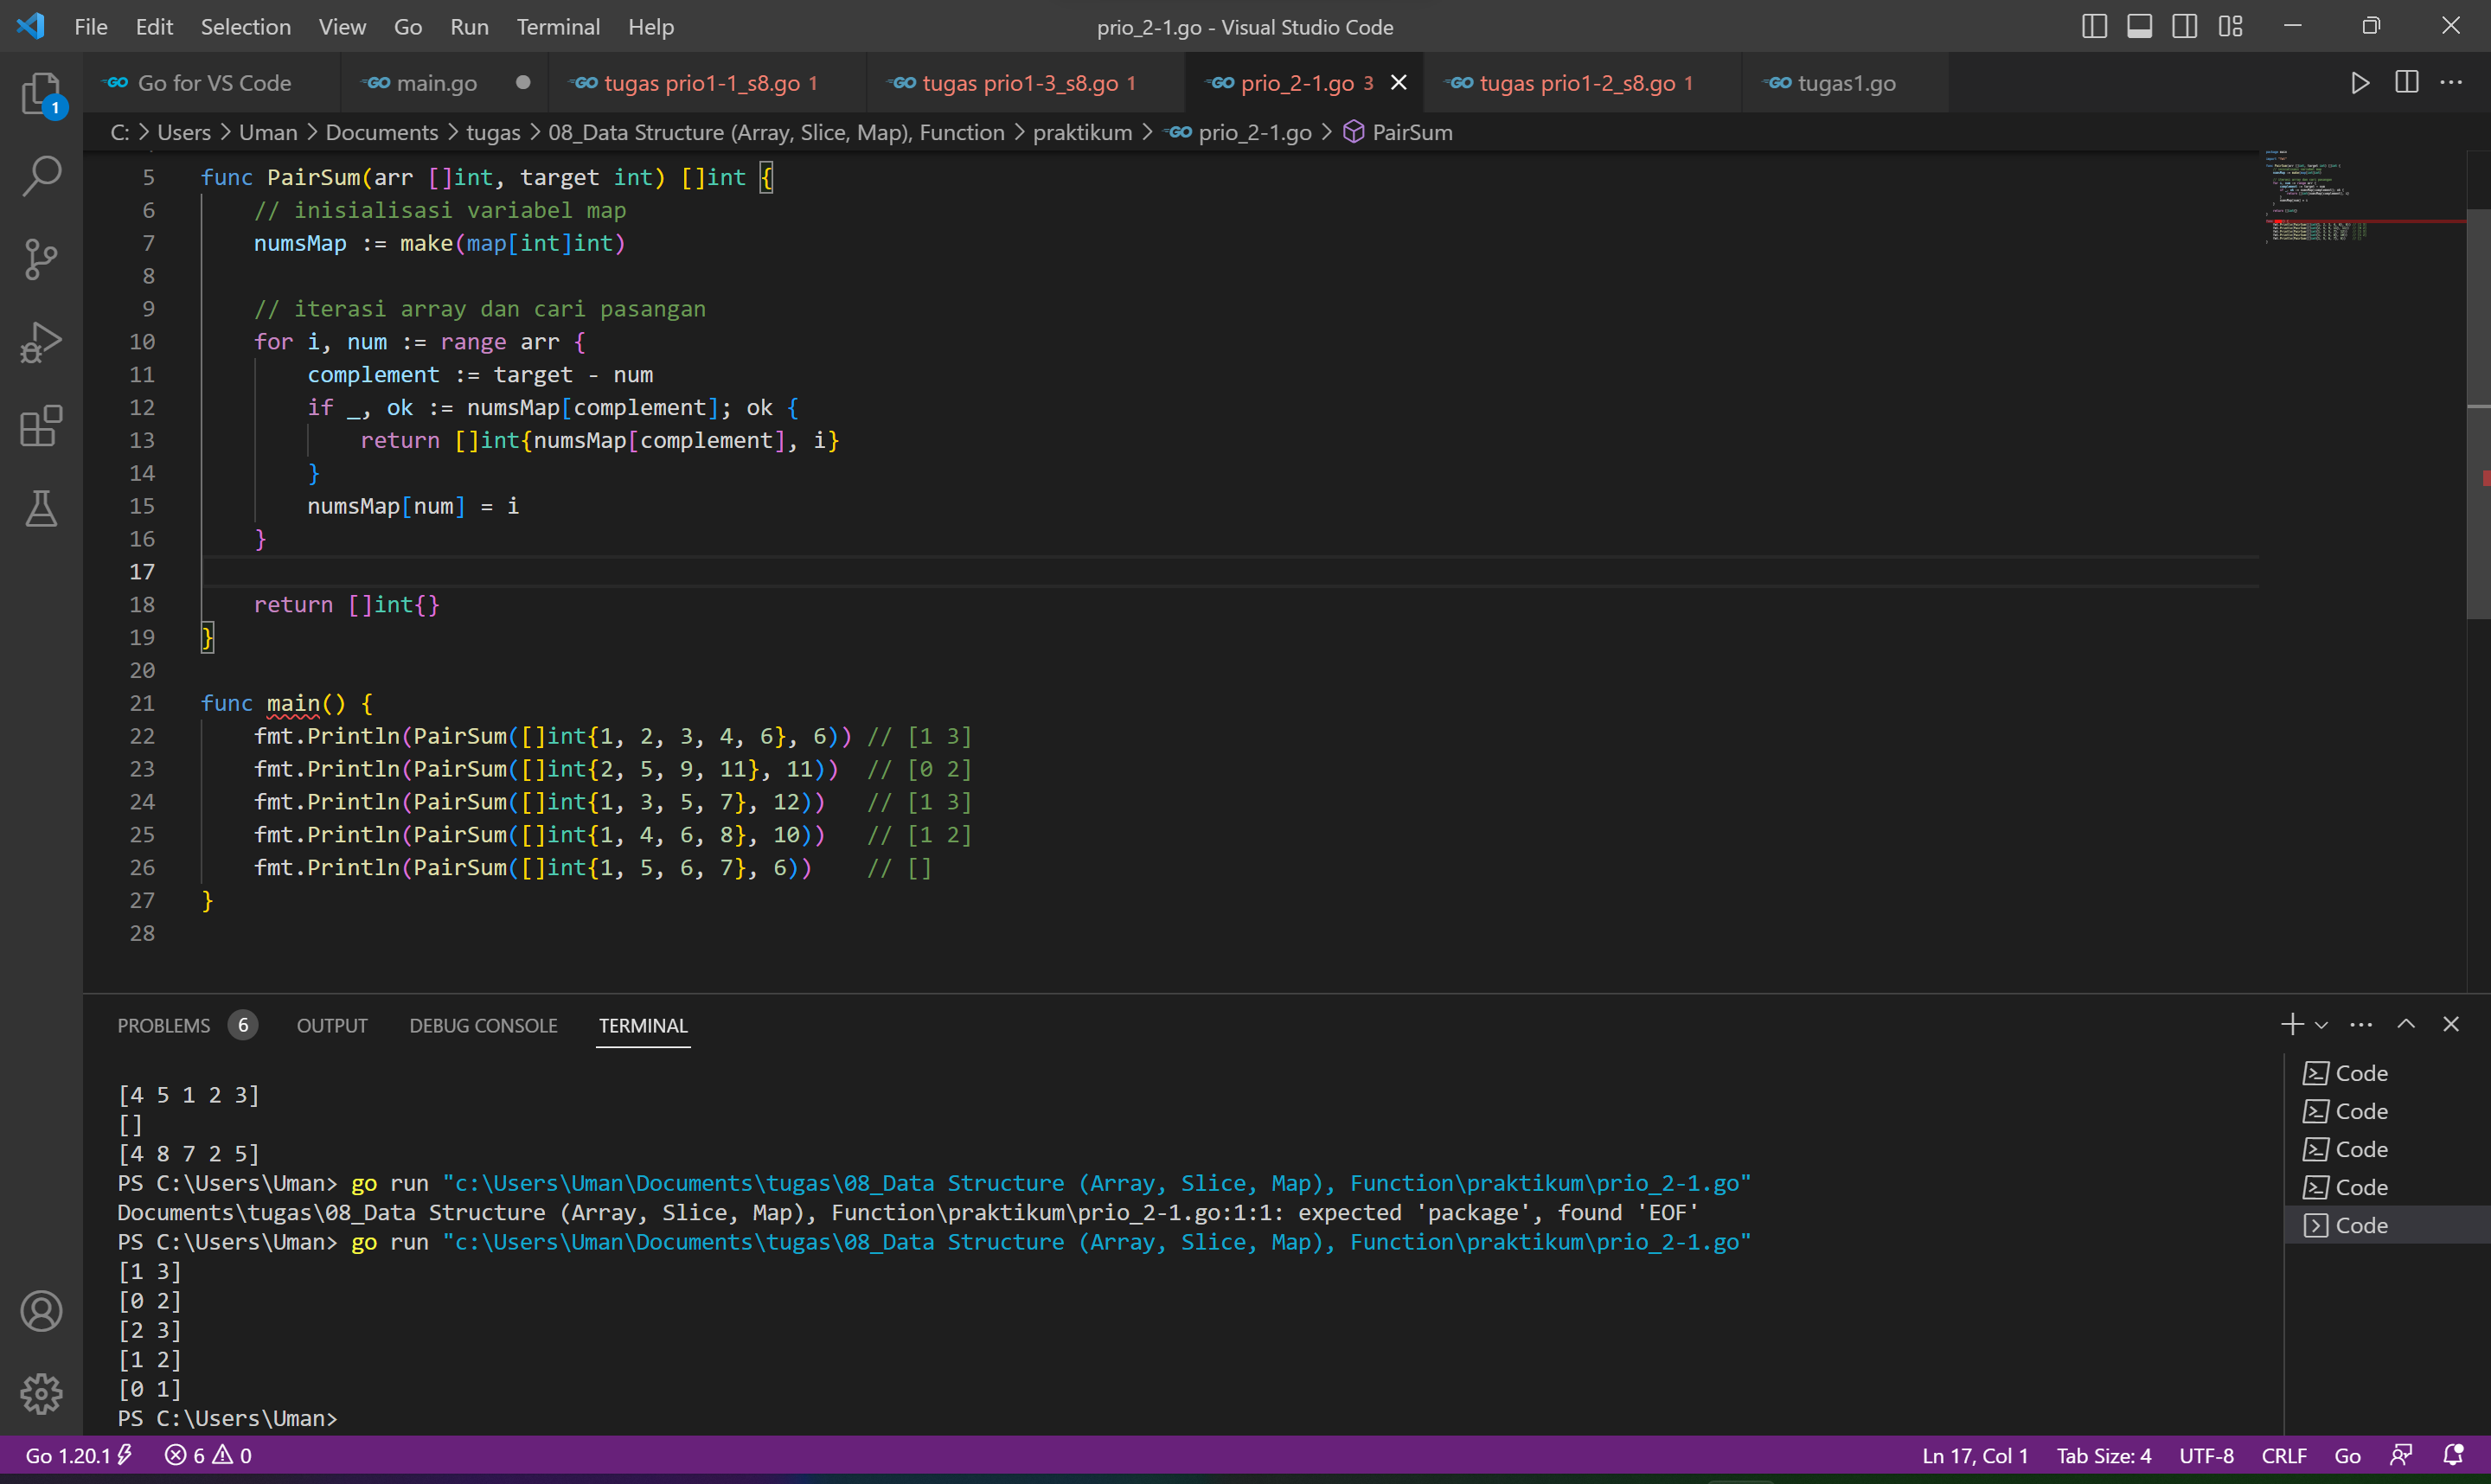 File Edit Selection View Go Run Terminal Help prio_2-1.go - Visual Studio Code
Go for VS Code main.go tugas prio1-1_s8.go 1 tugas prio1-3_s8.go 1 prio_2-1.go 3 tugas prio1-2_s8.go 1 tugas1.go
1
C: > Users > Uman > Documents > tugas > 08_Data Structure (Array, Slice, Map), Function > praktikum > prio_2-1.go > PairSum
5 func PairSum(arr []int, target int) []int {
6 // inisialisasi variabel map
7 numsMap := make(map[int]int)
8
9 // iterasi array dan cari pasangan
10 for i, num := range arr {
11 complement := target - num
12 if _, ok := numsMap[complement]; ok {
13 return []int{numsMap[complement], i}
14 }
15 numsMap[num] = i
16 }
17
18 return []int{}
19 }
20
21 func main() {
22 fmt.Println(PairSum([]int{1, 2, 3, 4, 6}, 6)) // [1 3]
23 fmt.Println(PairSum([]int{2, 5, 9, 11}, 11)) // [0 2]
24 fmt.Println(PairSum([]int{1, 3, 5, 7}, 12)) // [1 3]
25 fmt.Println(PairSum([]int{1, 4, 6, 8}, 10)) // [1 2]
26 fmt.Println(PairSum([]int{1, 5, 6, 7}, 6)) // []
27 }
28
PROBLEMS 6 OUTPUT DEBUG CONSOLE TERMINAL
[4 5 1 2 3]
[]
[4 8 7 2 5]
PS C:\Users\Uman> go run "c:\Users\Uman\Documents\tugas\08_Data Structure (Array, Slice, Map), Function\praktikum\prio_2-1.go"
Documents\tugas\08_Data Structure (Array, Slice, Map), Function\praktikum\prio_2-1.go:1:1: expected 'package', found 'EOF'
PS C:\Users\Uman> go run "c:\Users\Uman\Documents\tugas\08_Data Structure (Array, Slice, Map), Function\praktikum\prio_2-1.go"
[1 3]
[0 2]
[2 3]
[1 2]
[0 1]
PS C:\Users\Uman>
Code
Code
Code
Code
Code
Go 1.20.1 6 0 Ln 17, Col 1 Tab Size: 4 UTF-8 CRLF Go